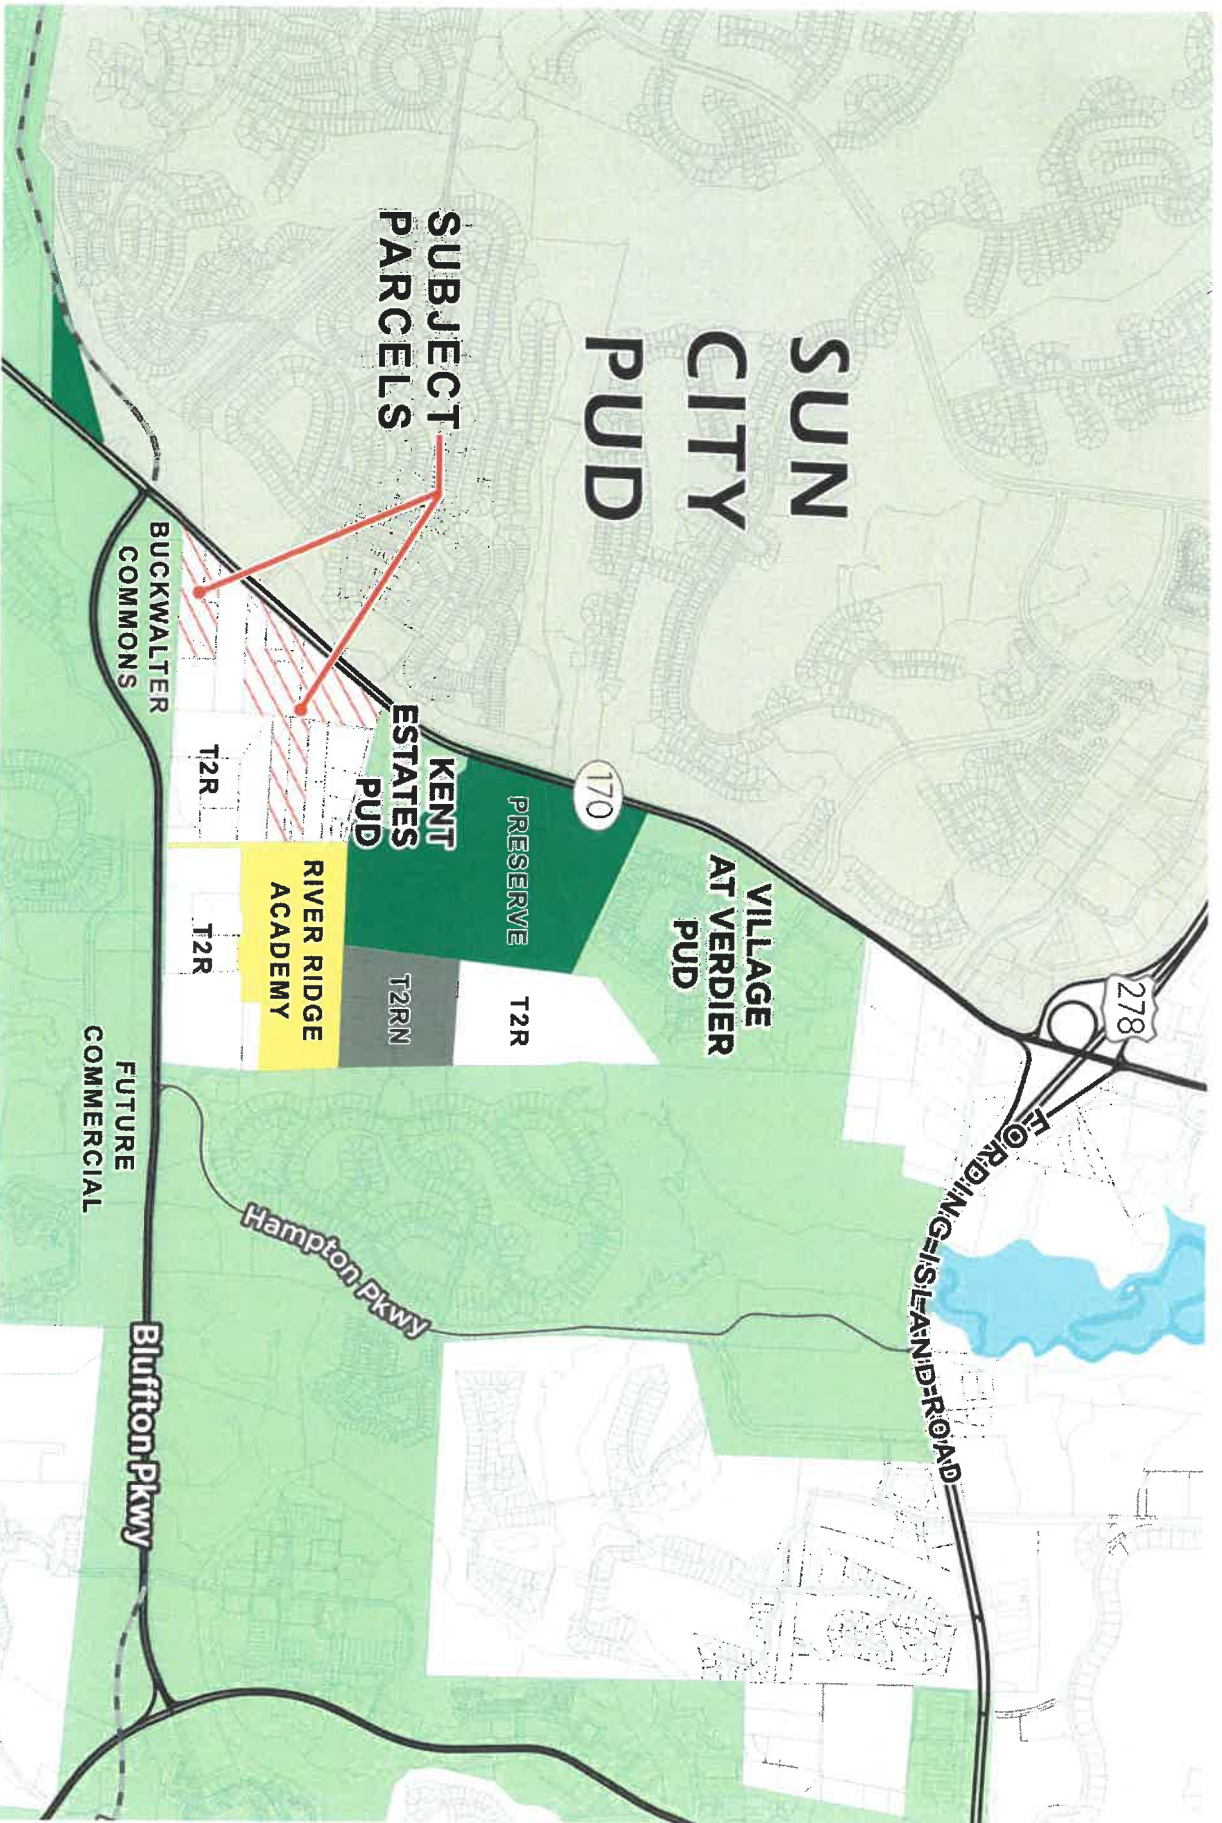 SUN
CITY
PUD
SUBJECT
PARCELS
278
FORDING ISLAND ROAD
170
VILLAGE
AT VERDIER
PUD
PRESERVE
KENT
ESTATES
PUD
T2R
T2RN
RIVER RIDGE
ACADEMY
T2R
T2R
BUCKWALTER
COMMONS
FUTURE
COMMERCIAL
Hampton Pkwy
Bluffton Pkwy